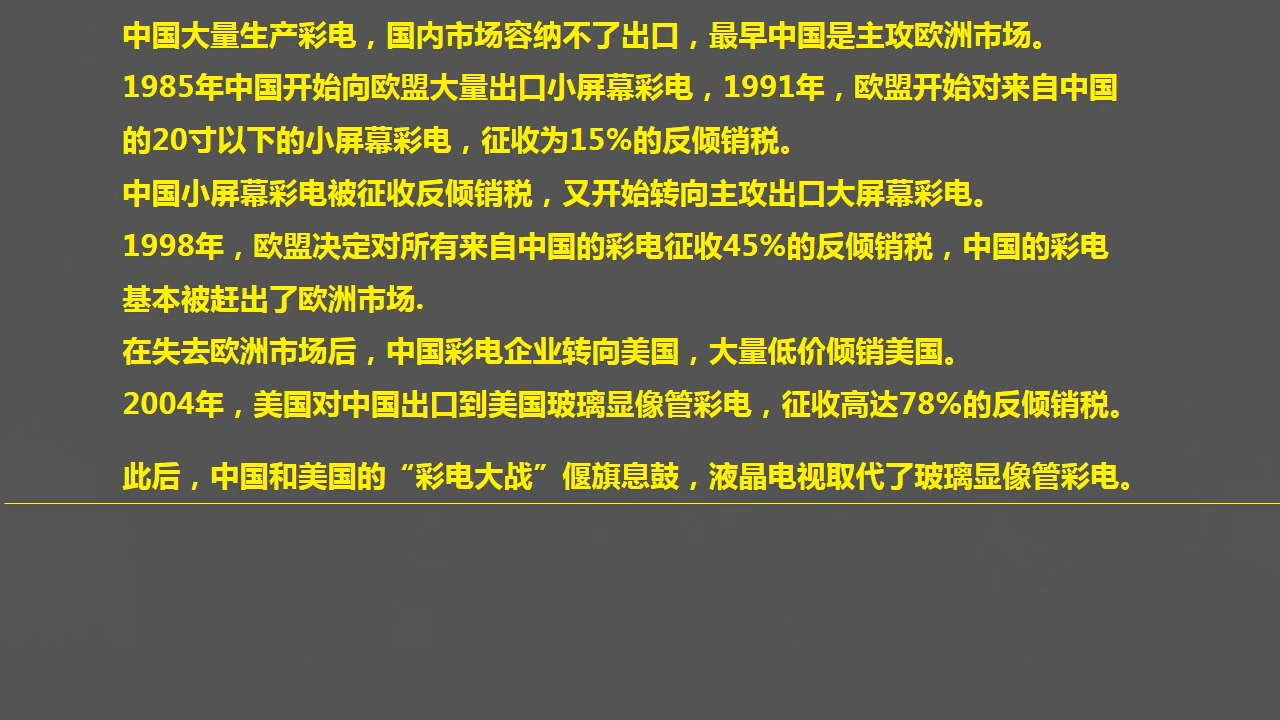 中国大量生产彩电，国内市场容纳不了出口，最早中国是主攻欧洲市场。
1985年中国开始向欧盟大量出口小屏幕彩电，1991年，欧盟开始对来自中国
的20寸以下的小屏幕彩电，征收为15%的反倾销税。
中国小屏幕彩电被征收反倾销税，又开始转向主攻出口大屏幕彩电。
1998年，欧盟决定对所有来自中国的彩电征收45%的反倾销税，中国的彩电
基本被赶出了欧洲市场.
在失去欧洲市场后，中国彩电企业转向美国，大量低价倾销美国。
2004年，美国对中国出口到美国玻璃显像管彩电，征收高达78%的反倾销税。
此后，中国和美国的“彩电大战”偃旗息鼓，液晶电视取代了玻璃显像管彩电。